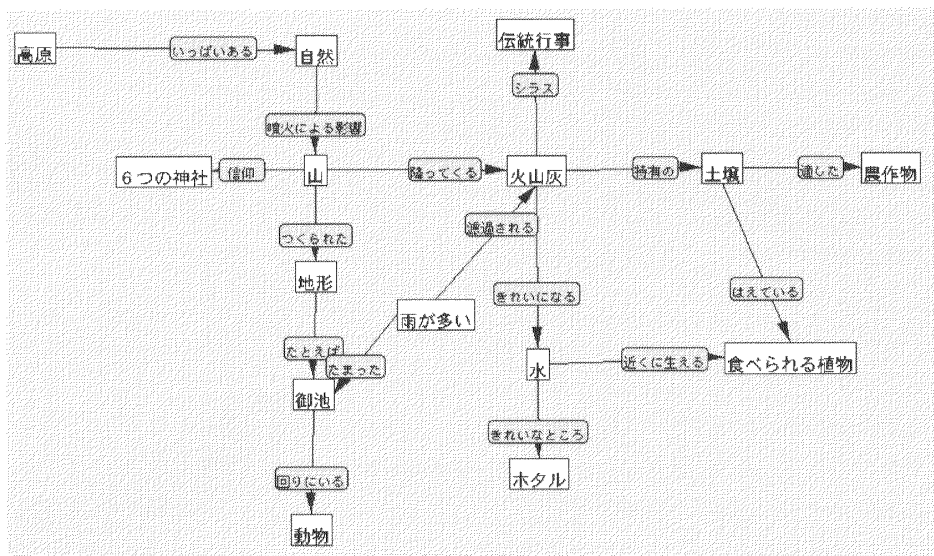 伝統行事
高原
いっぱいある
自然
シラス
噴火による影響
6つの神社
信仰
山
降ってくる
火山灰
特有の
土壌
適した
農作物
濾過される
つくられた
地形
きれいになる
はえている
雨が多い
たとえば
たまった
水
近くに生える
食べられる植物
御池
きれいなところ
ホタル
回りにいる
動物